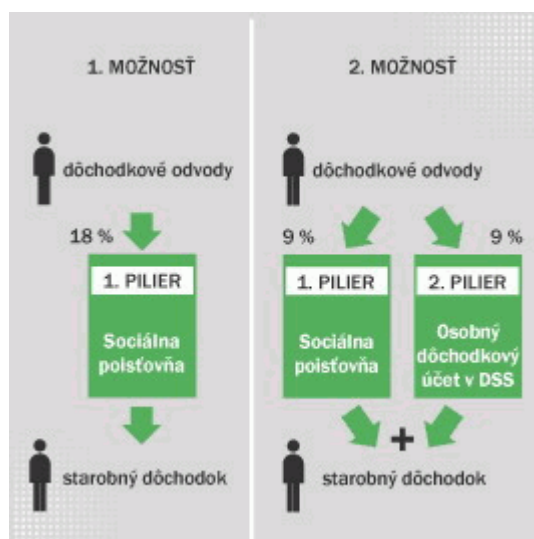 1. MOŽNOSŤ
dôchodkové odvody
18 %
1. PILIER
Sociálna
poisťovňa
starobný dôchodok
2. MOŽNOSŤ
dôchodkové odvody
9 %
9 %
1. PILIER
Sociálna
poisťovňa
2. PILIER
Osobný
dôchodkový
účet v DSS
+
starobný dôchodok